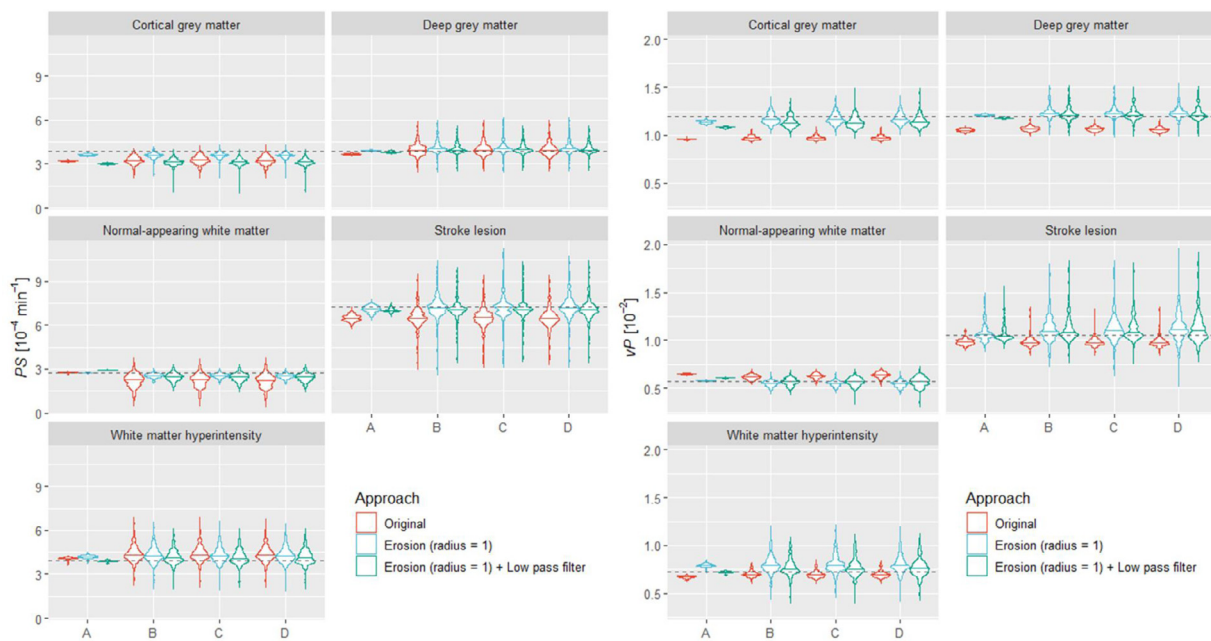 Cortical grey matter
Deep grey matter
9
6
3
0
Normal-appearing white matter
Stroke lesion
PS [10⁻⁴ min⁻¹]
9
6
3
0
White matter hyperintensity
A B C D
9
6
3
0
A B C D
Approach
Original
Erosion (radius = 1)
Erosion (radius = 1) + Low pass filter
Cortical grey matter
Deep grey matter
2.0
1.5
1.0
0.5
Normal-appearing white matter
Stroke lesion
vP [10⁻²]
2.0
1.5
1.0
0.5
White matter hyperintensity
A B C D
2.0
1.5
1.0
0.5
A B C D
Approach
Original
Erosion (radius = 1)
Erosion (radius = 1) + Low pass filter